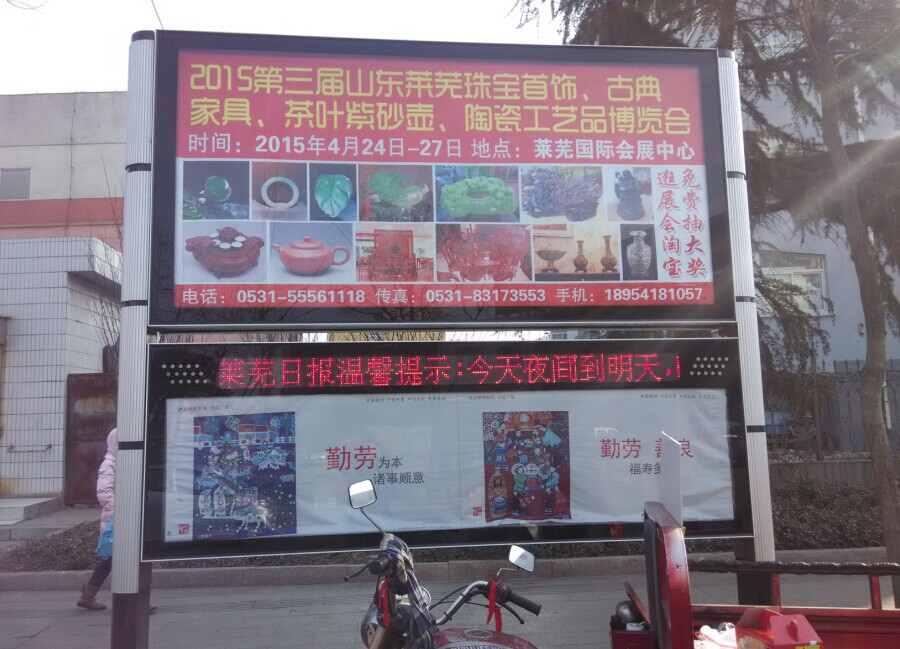 2015第三届山东莱芜珠宝首饰、古典
家具、茶叶紫砂壶、陶瓷工艺品博览会
时间：2015年4月24日-27日 地点：莱芜国际会展中心
免费抽大奖
逛展会淘宝
电话：0531-55561118 传真：0531-83173553 手机：18954181057
莱芜日报温馨提示:今天夜间到明天
勤劳为本
诸事顺意
勤劳 善良
福寿多